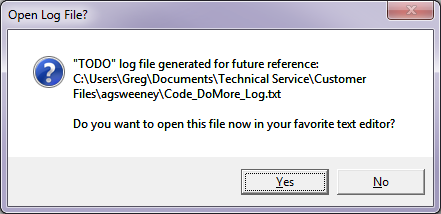 Open Log File?
"TODO" log file generated for future reference:
C:\Users\Greg\Documents\Technical Service\Customer
Files\agsweeney\Code_DoMore_Log.txt
Do you want to open this file now in your favorite text editor?
Yes
No